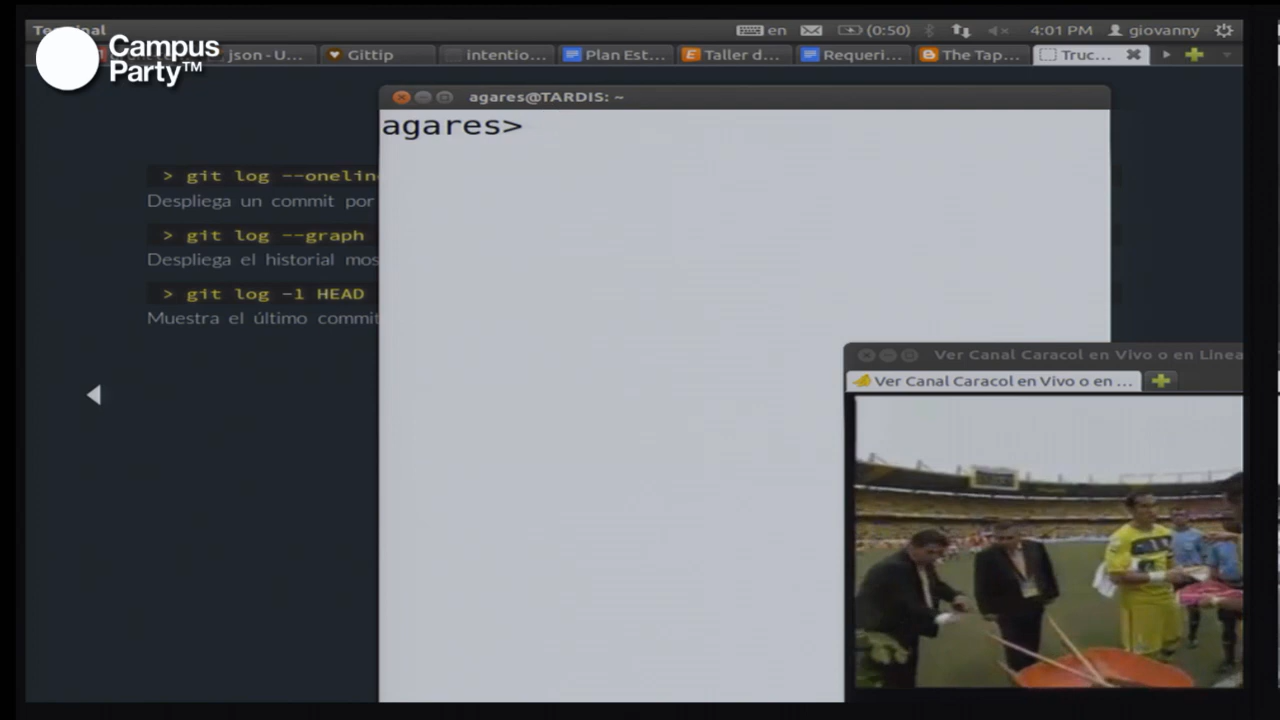 Campus
Party™
en (0:50) 4:01 PM giovanny
json - U... Gittip intentio... Plan Est... Taller d... Requeri... The Tap... Truc...
agares@TARDIS: ~
agares>
> git log --onelin
Despliega un commit por
> git log --graph
Despliega el historial mos
> git log -1 HEAD
Muestra el último commit
Ver Canal Caracol en Vivo o en Linea
Ver Canal Caracol en Vivo o en ...